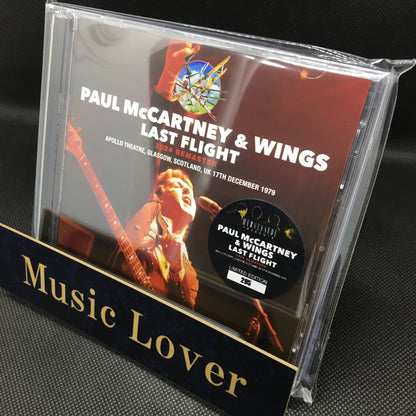 PAUL McCARTNEY & WINGS
LAST FLIGHT
2024 REMASTER
APOLLO THEATRE, GLASGOW, SCOTLAND, UK 17TH DECEMBER 1979
PAUL McCARTNEY
& WINGS
LAST FLIGHT
LIMITED EDITION
Music Lover